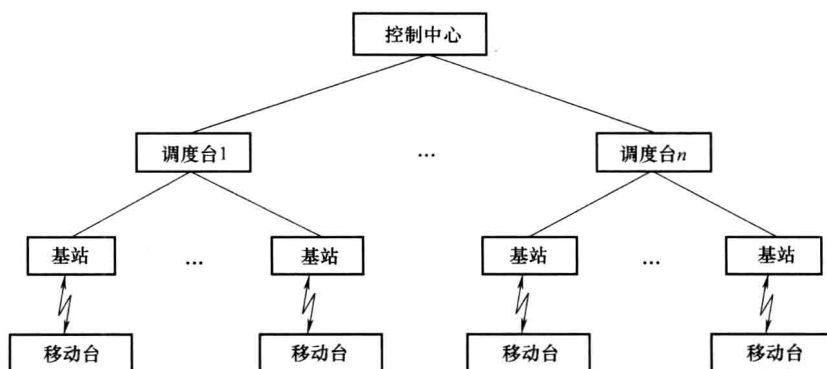 控制中心
调度台1 … 调度台n
基站 … 基站 基站 … 基站
移动台 移动台 移动台 移动台